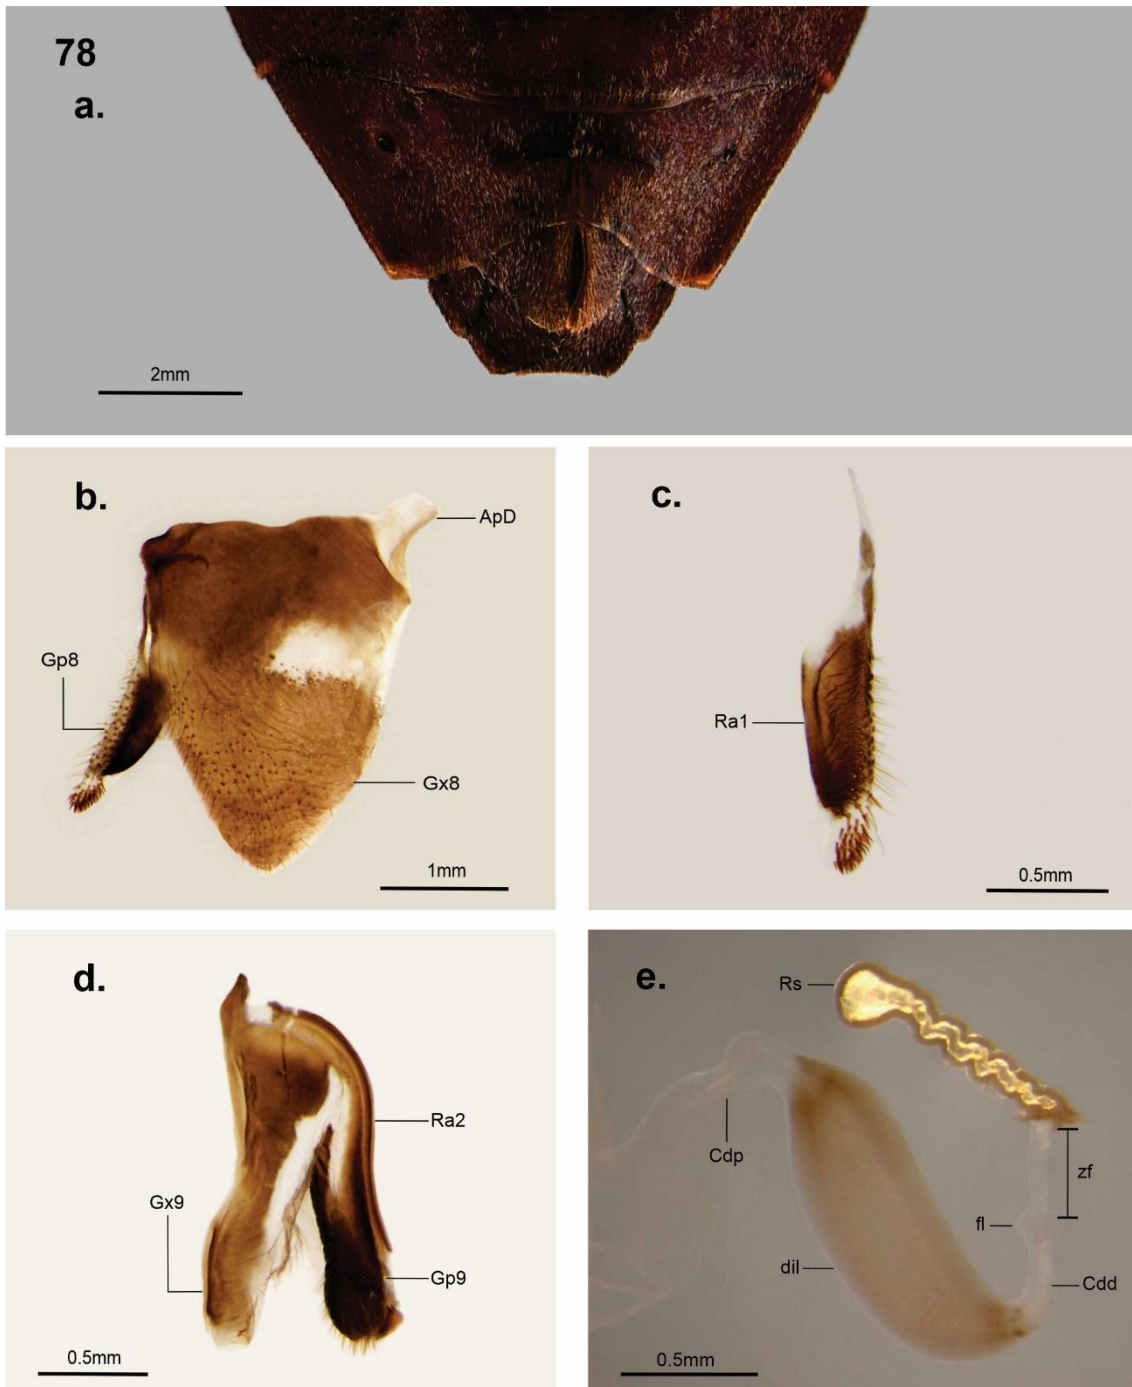 78
a.
2mm
b.
ApD
Gp8
Gx8
1mm
c.
Ra1
0.5mm
d.
Ra2
Gx9
Gp9
0.5mm
e.
Rs
Cdp
zf
fl
dil
Cdd
0.5mm